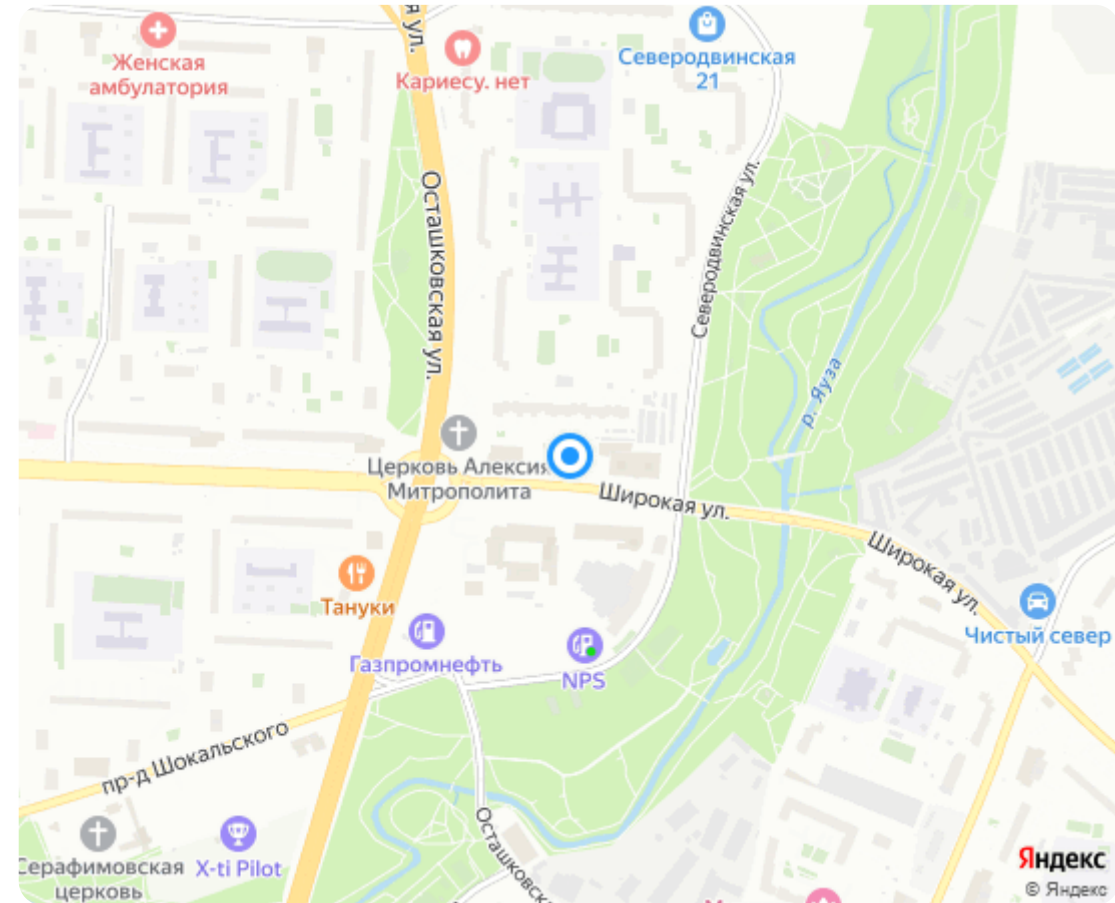 я ул.
Женская
амбулатория
Кариесу. нет
Северодвинская
21
Осташковская ул.
Северодвинская ул.
р. Яуза
Церковь Алексия
Митрополита
Широкая ул.
Широкая ул.
Тануки
Чистый север
Газпромнефть
NPS
пр-д Шокальского
Серафимовская
церковь
X-ti Pilot
Осташковск
Яндекс
© Яндекс